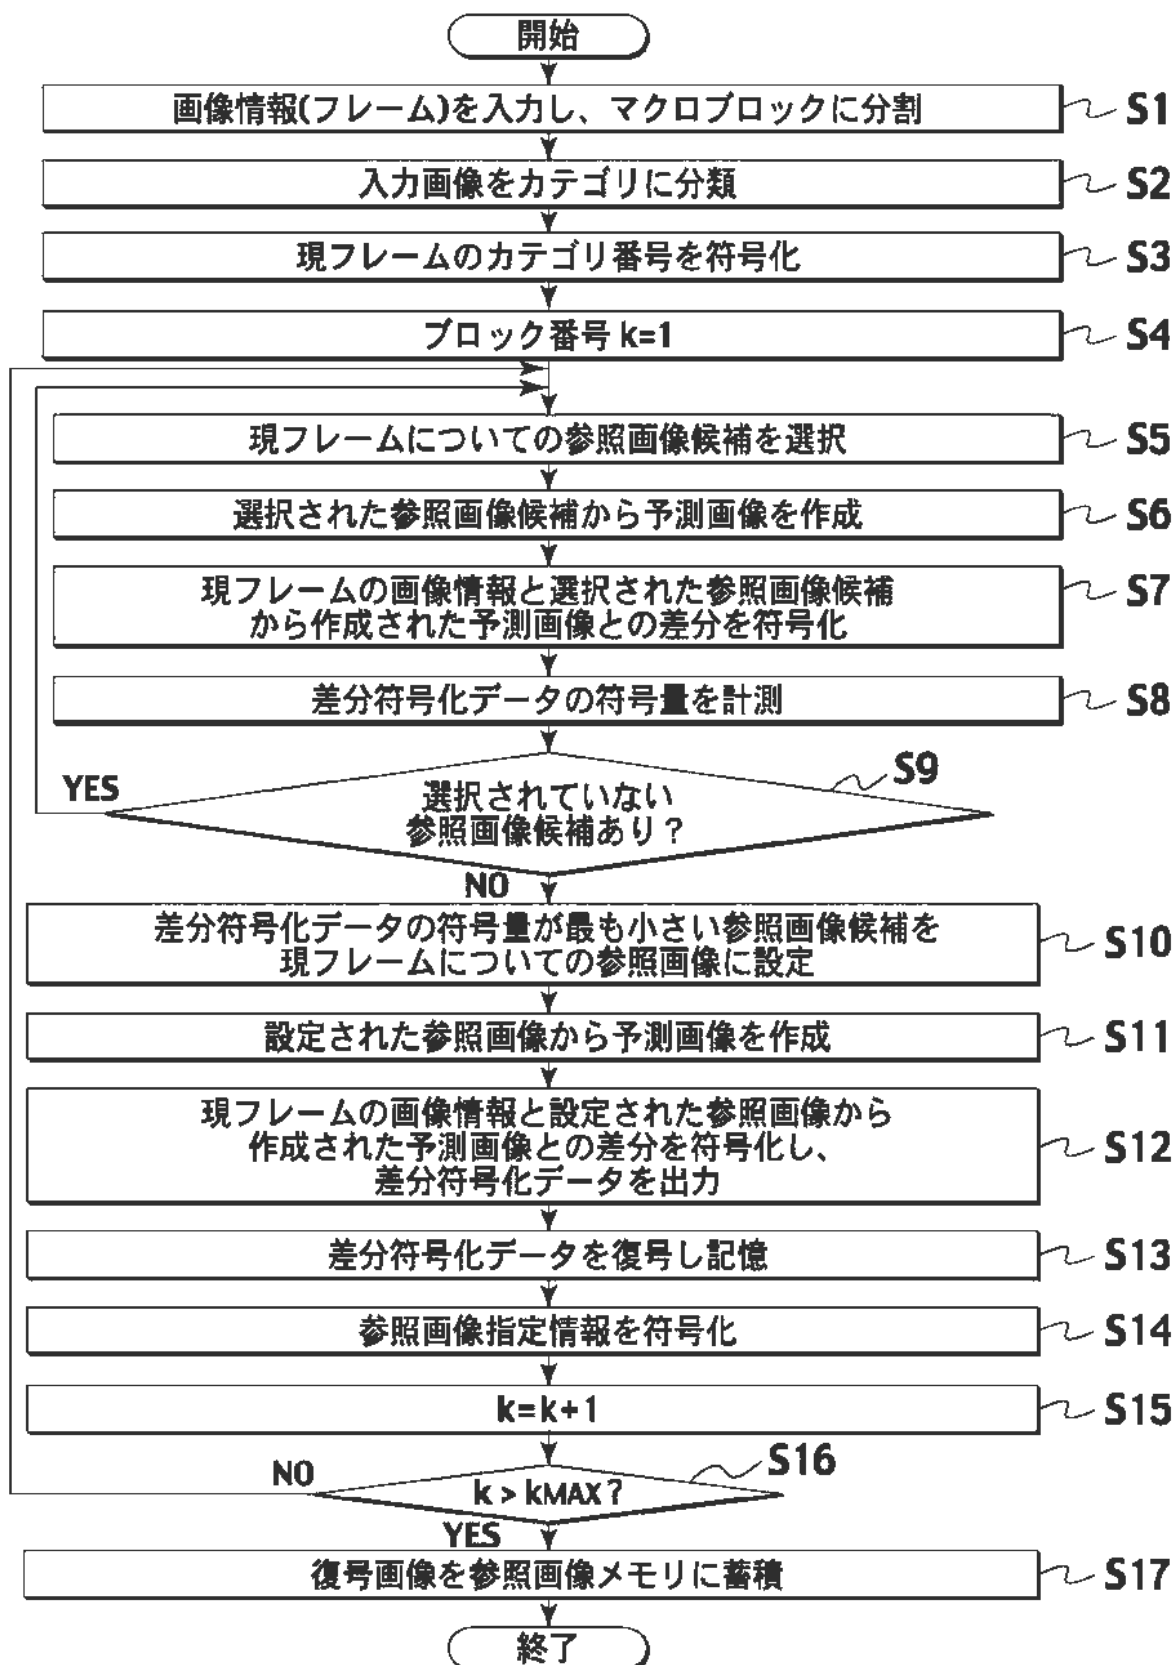 開始
画像情報(フレーム)を入力し、マクロブロックに分割
S1
入力画像をカテゴリに分類
S2
現フレームのカテゴリ番号を符号化
S3
ブロック番号 k=1
S4
現フレームについての参照画像候補を選択
S5
選択された参照画像候補から予測画像を作成
S6
現フレームの画像情報と選択された参照画像候補
から作成された予測画像との差分を符号化
S7
差分符号化データの符号量を計測
S8
YES
選択されていない
参照画像候補あり?
S9
NO
差分符号化データの符号量が最も小さい参照画像候補を
現フレームについての参照画像に設定
S10
設定された参照画像から予測画像を作成
S11
現フレームの画像情報と設定された参照画像から
作成された予測画像との差分を符号化し、
差分符号化データを出力
S12
差分符号化データを復号し記憶
S13
参照画像指定情報を符号化
S14
k=k+1
S15
NO
k > kMAX?
S16
YES
復号画像を参照画像メモリに蓄積
S17
終了